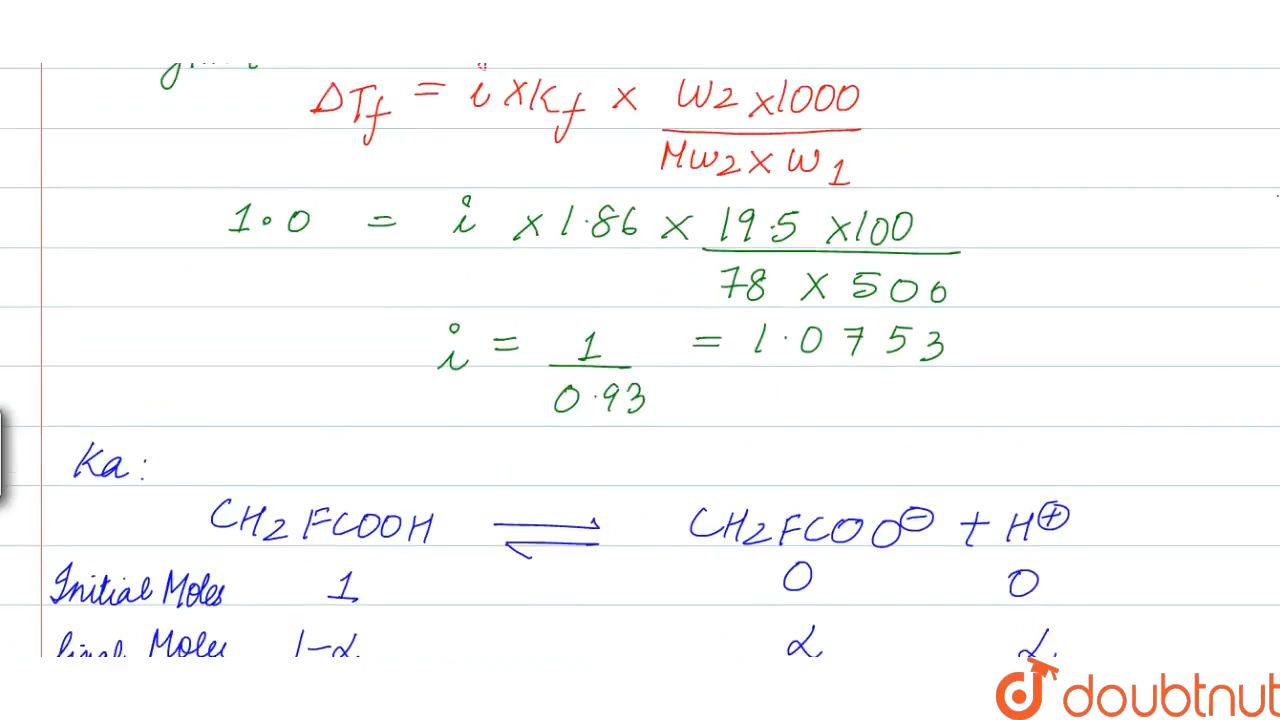 ΔTf = i × Kf × W2 × 1000
Mw2 × W1
1.0 = i × 1.86 × 19.5 × 100
78 × 500
i = 1 = 1.0753
0.93
Ka :
CH2FCOOH ⇌ CH2FCOO⊖ + H⊕
Initial Moles 1 0 0
Moles 1-α α α
doubtnut